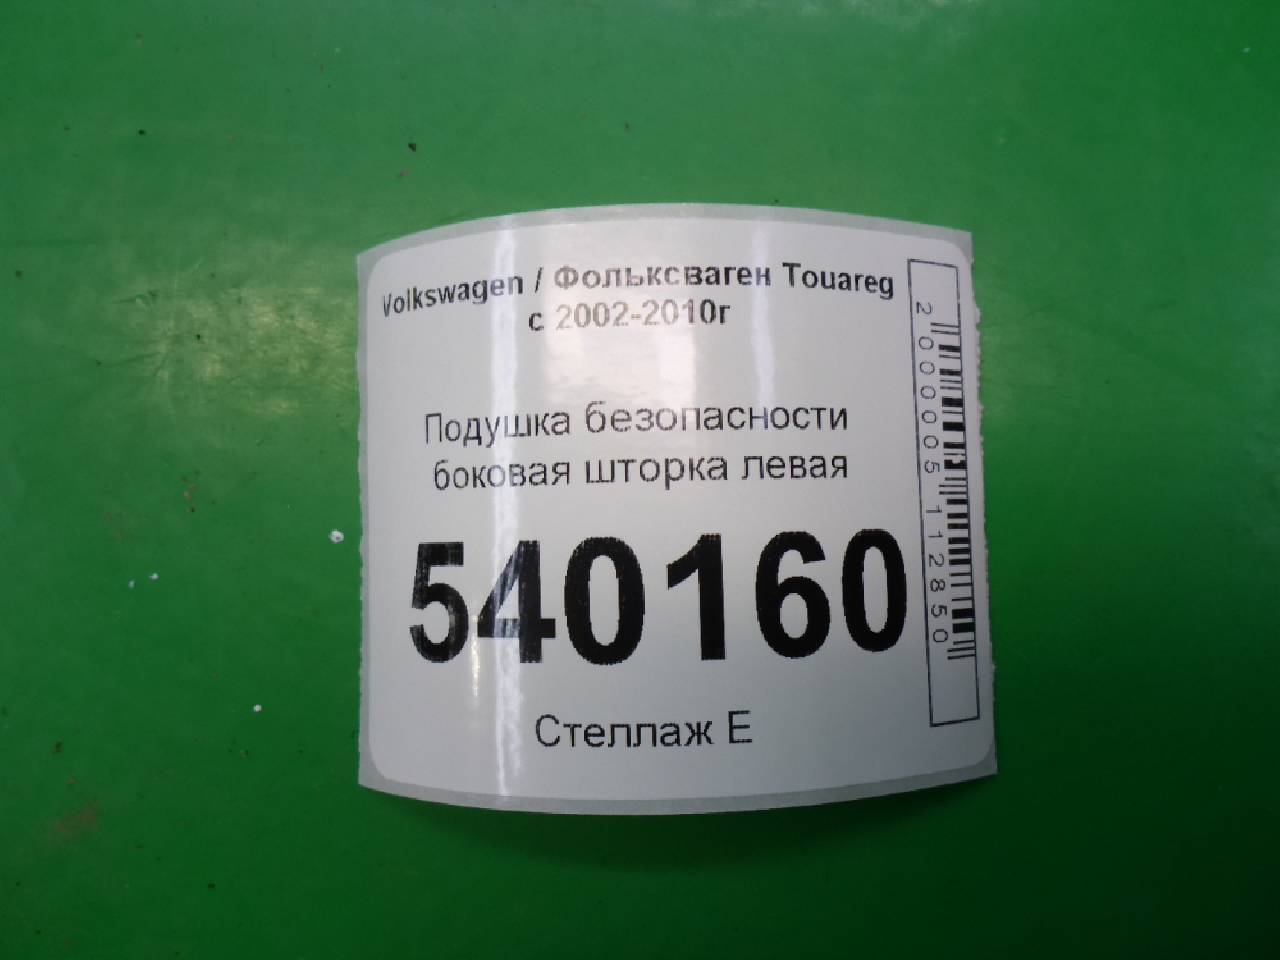 Volkswagen / Фольксваген Touareg
с 2002-2010г
Подушка безопасности
боковая шторка левая
540160
Стеллаж Е
2000005112850